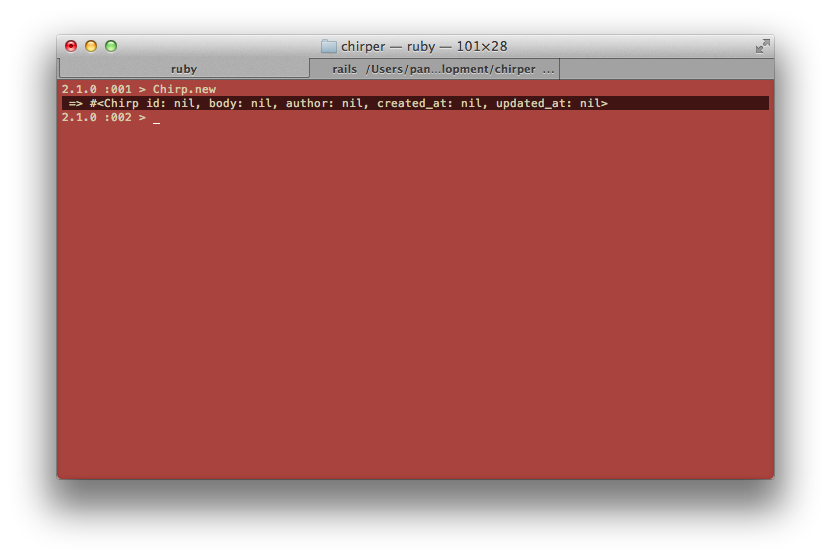 chirper — ruby — 101×28
ruby
rails /Users/pan...lopment/chirper ...
2.1.0 :001 > Chirp.new
=> #<Chirp id: nil, body: nil, author: nil, created_at: nil, updated_at: nil>
2.1.0 :002 > _